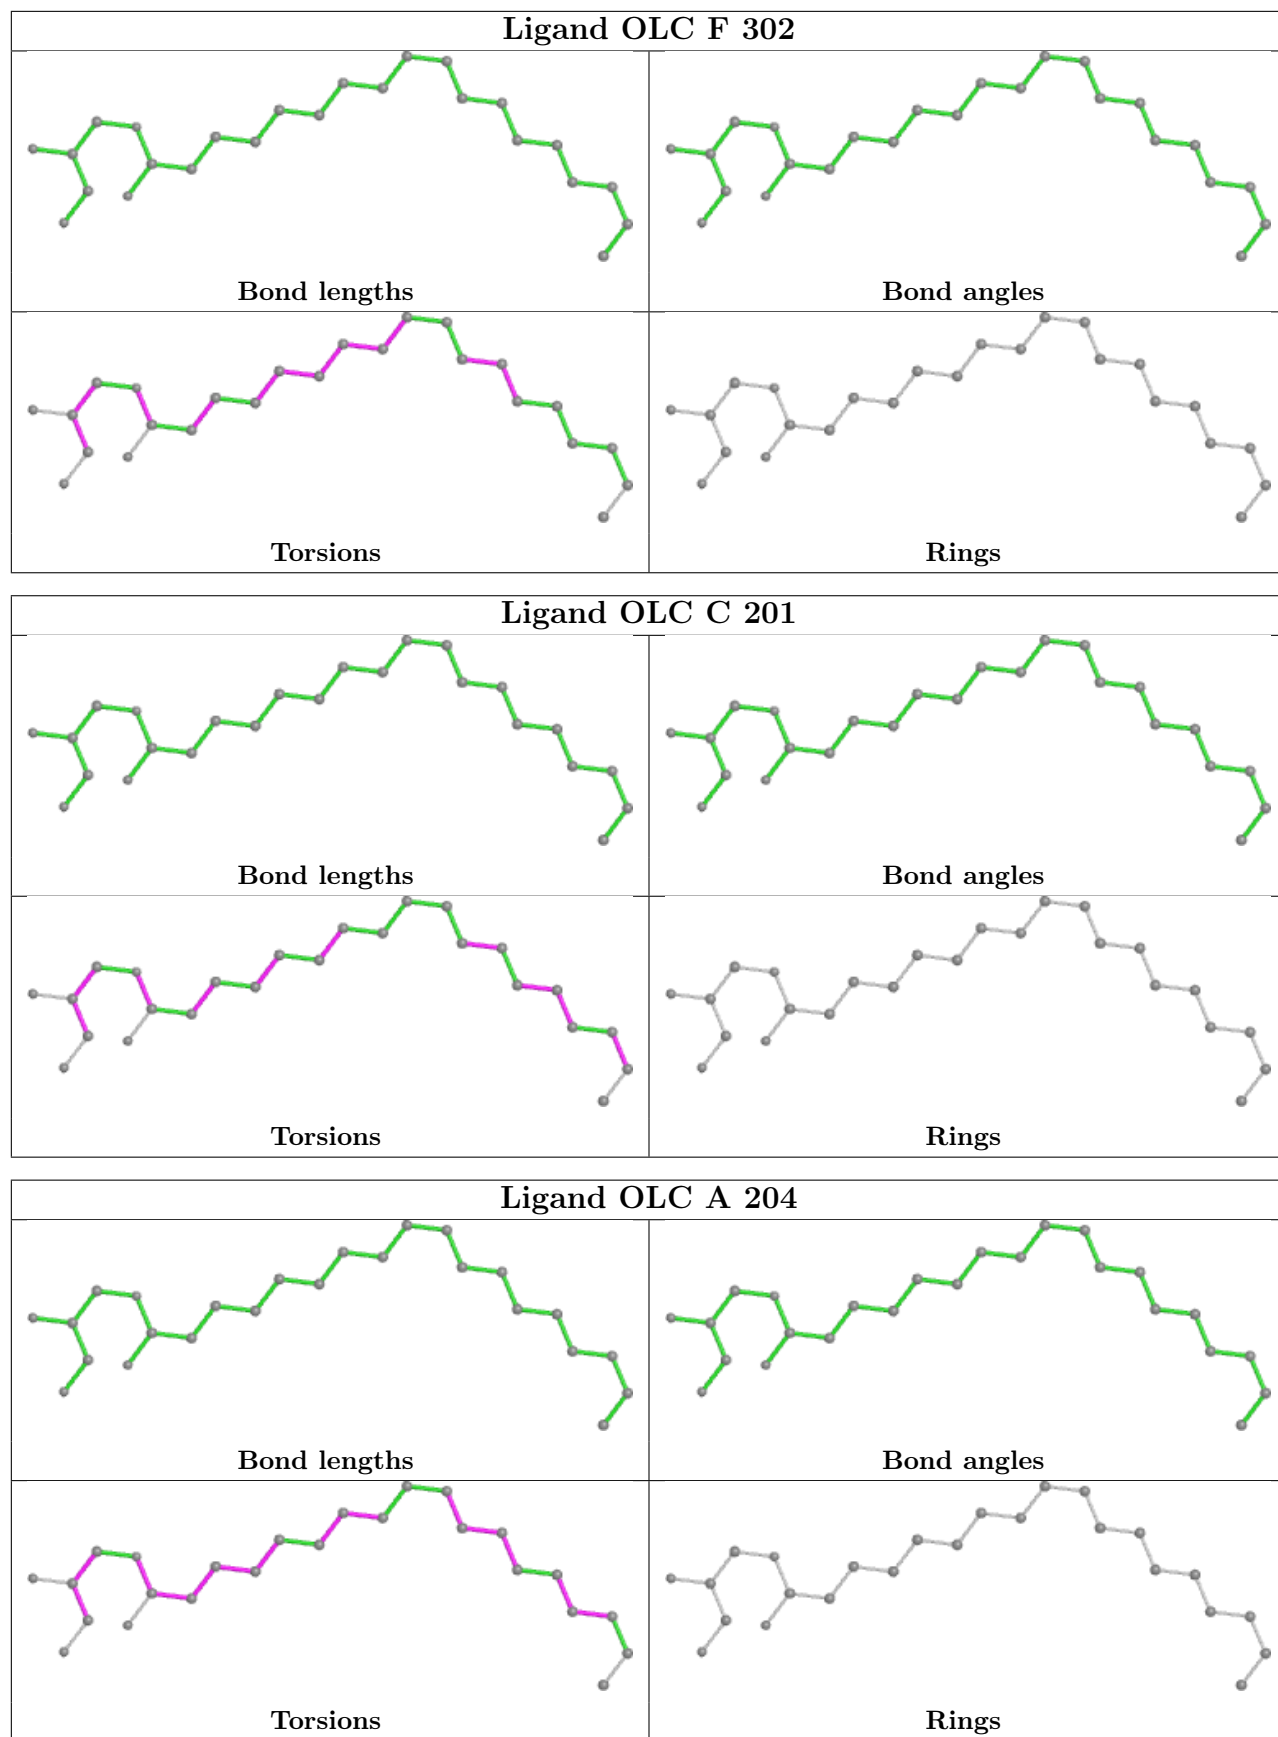 Ligand OLC F 302
Bond lengths
Bond angles
Torsions
Rings
Ligand OLC C 201
Bond lengths
Bond angles
Torsions
Rings
Ligand OLC A 204
Bond lengths
Bond angles
Torsions
Rings